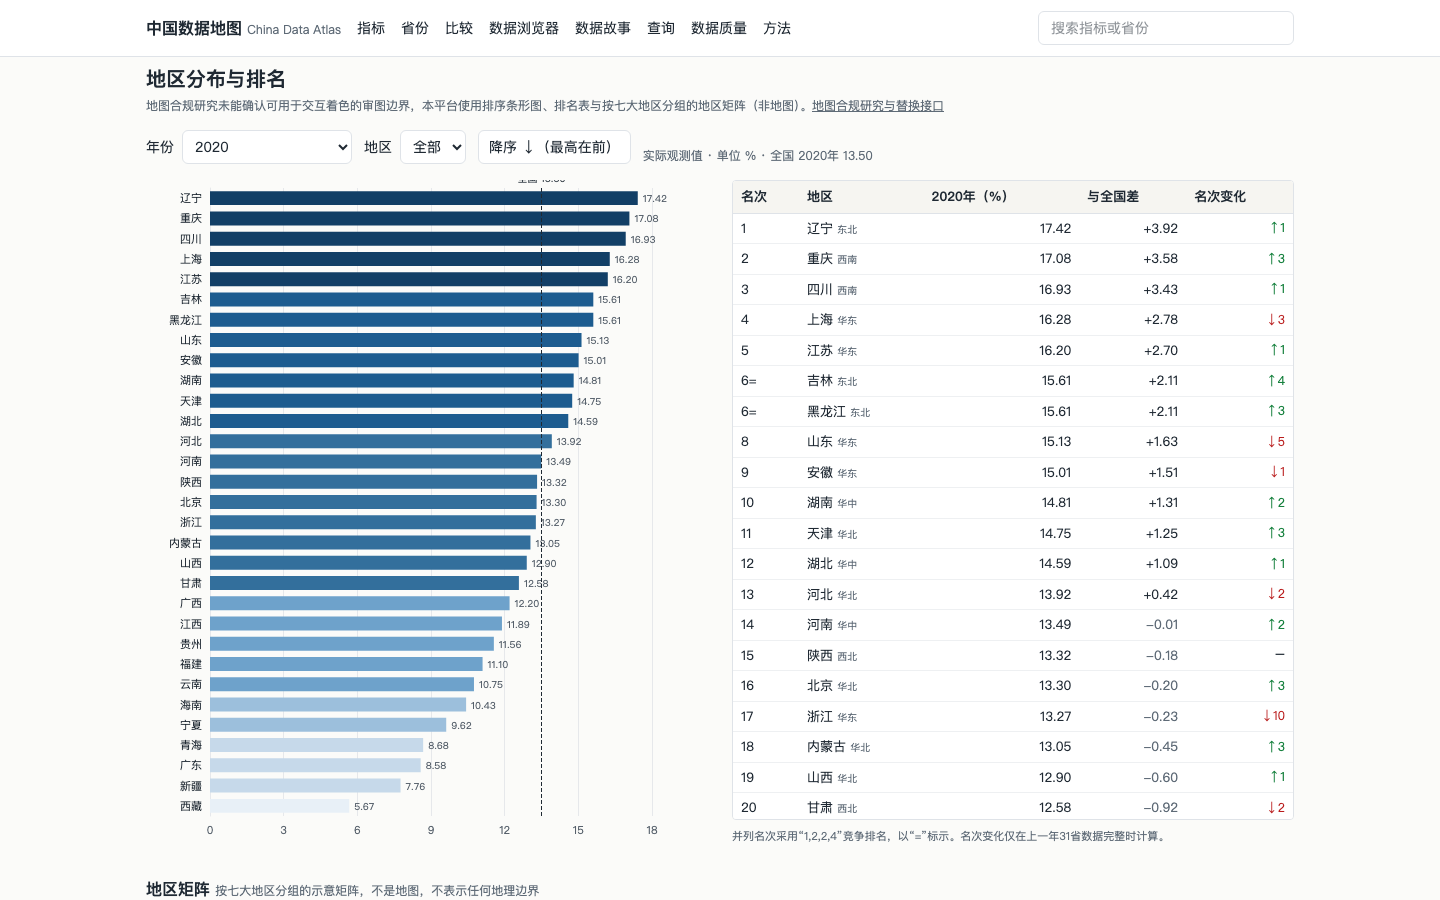 中国数据地图 China Data Atlas 指标 省份 比较 数据浏览器 数据故事 查询 数据质量 方法 搜索指标或省份
地区分布与排名
地图合规研究未能确认可用于交互着色的审图边界，本平台使用排序条形图、排名表与按七大地区分组的地区矩阵（非地图）。地图合规研究与替换接口
年份 2020 地区 全部 降序 ↓（最高在前） 实际观测值 · 单位 % · 全国 2020年 13.50
辽宁 17.42
重庆 17.08
四川 16.93
上海 16.28
江苏 16.20
吉林 15.61
黑龙江 15.61
山东 15.13
安徽 15.01
湖南 14.81
天津 14.75
湖北 14.59
河北 13.92
河南 13.49
陕西 13.32
北京 13.30
浙江 13.27
内蒙古 13.05
山西 12.90
甘肃 12.58
广西 12.20
江西 11.89
贵州 11.56
福建 11.10
云南 10.75
海南 10.43
宁夏 9.62
青海 8.68
广东 8.58
新疆 7.76
西藏 5.67
0 3 6 9 12 15 18
名次 地区 2020年（%） 与全国差 名次变化
1 辽宁 东北 17.42 +3.92 ↑1
2 重庆 西南 17.08 +3.58 ↑3
3 四川 西南 16.93 +3.43 ↑1
4 上海 华东 16.28 +2.78 ↓3
5 江苏 华东 16.20 +2.70 ↑1
6= 吉林 东北 15.61 +2.11 ↑4
6= 黑龙江 东北 15.61 +2.11 ↑3
8 山东 华东 15.13 +1.63 ↓5
9 安徽 华东 15.01 +1.51 ↓1
10 湖南 华中 14.81 +1.31 ↑2
11 天津 华北 14.75 +1.25 ↑3
12 湖北 华中 14.59 +1.09 ↑1
13 河北 华北 13.92 +0.42 ↓2
14 河南 华中 13.49 −0.01 ↑2
15 陕西 西北 13.32 −0.18 —
16 北京 华北 13.30 −0.20 ↑3
17 浙江 华东 13.27 −0.23 ↓10
18 内蒙古 华北 13.05 −0.45 ↑3
19 山西 华北 12.90 −0.60 ↑1
20 甘肃 西北 12.58 −0.92 ↓2
并列名次采用“1,2,2,4”竞争排名，以“=”标示。名次变化仅在上一年31省数据完整时计算。
地区矩阵 按七大地区分组的示意矩阵，不是地图，不表示任何地理边界